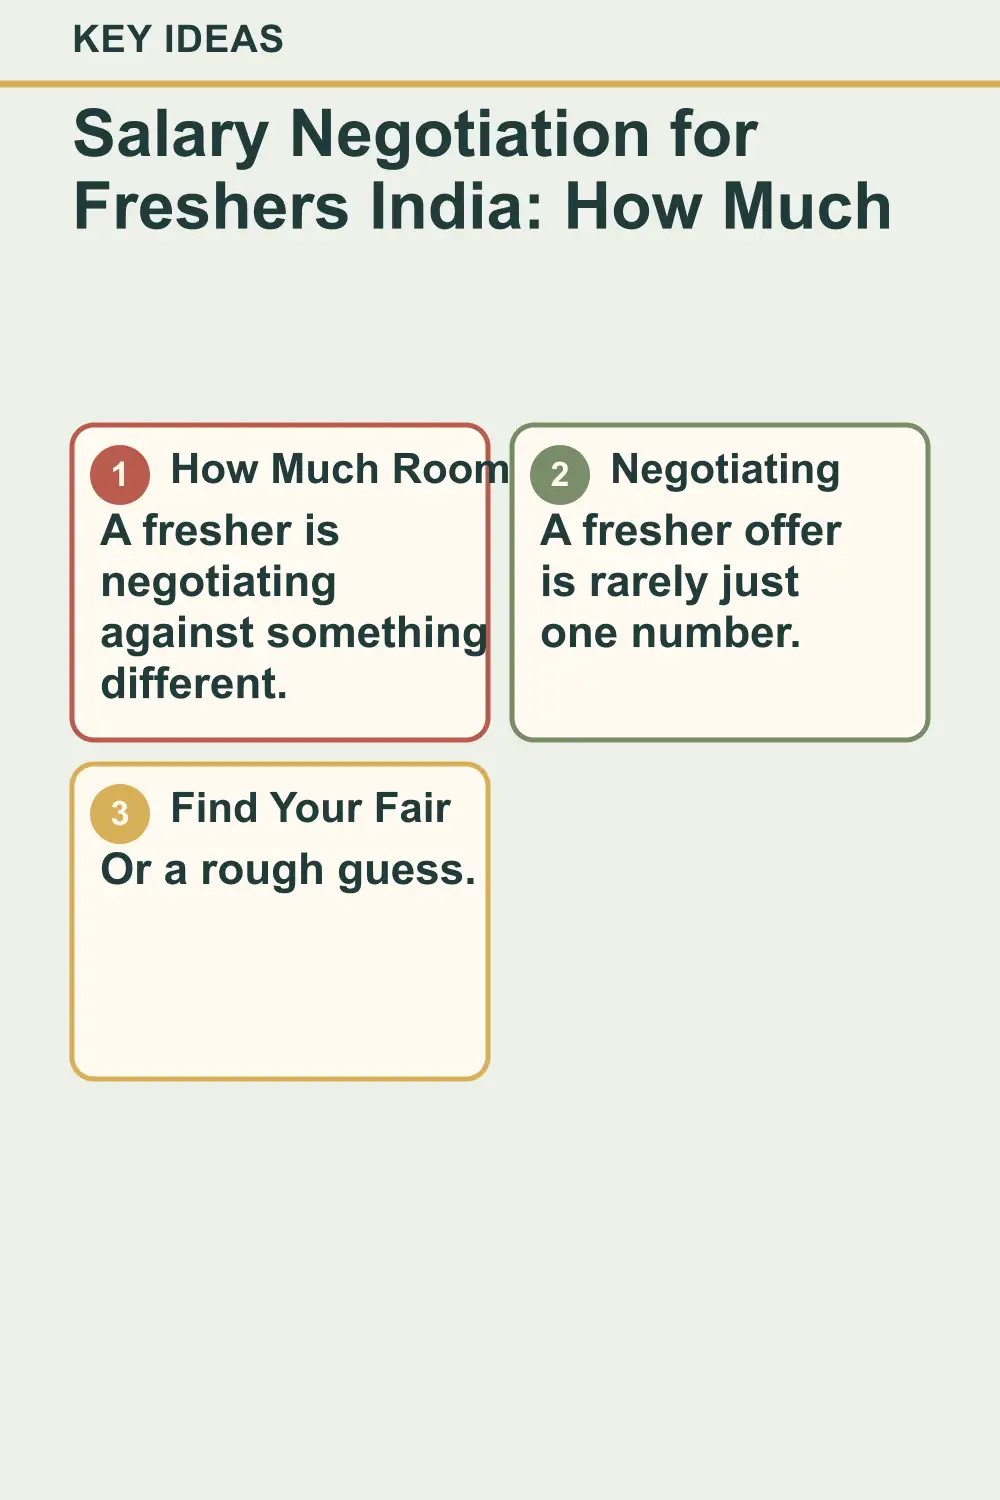 KEY IDEAS
Salary Negotiation for
Freshers India: How Much
1
How Much Room
A fresher is
negotiating
against something
different.
2
Negotiating
A fresher offer
is rarely just
one number.
3
Find Your Fair
Or a rough guess.